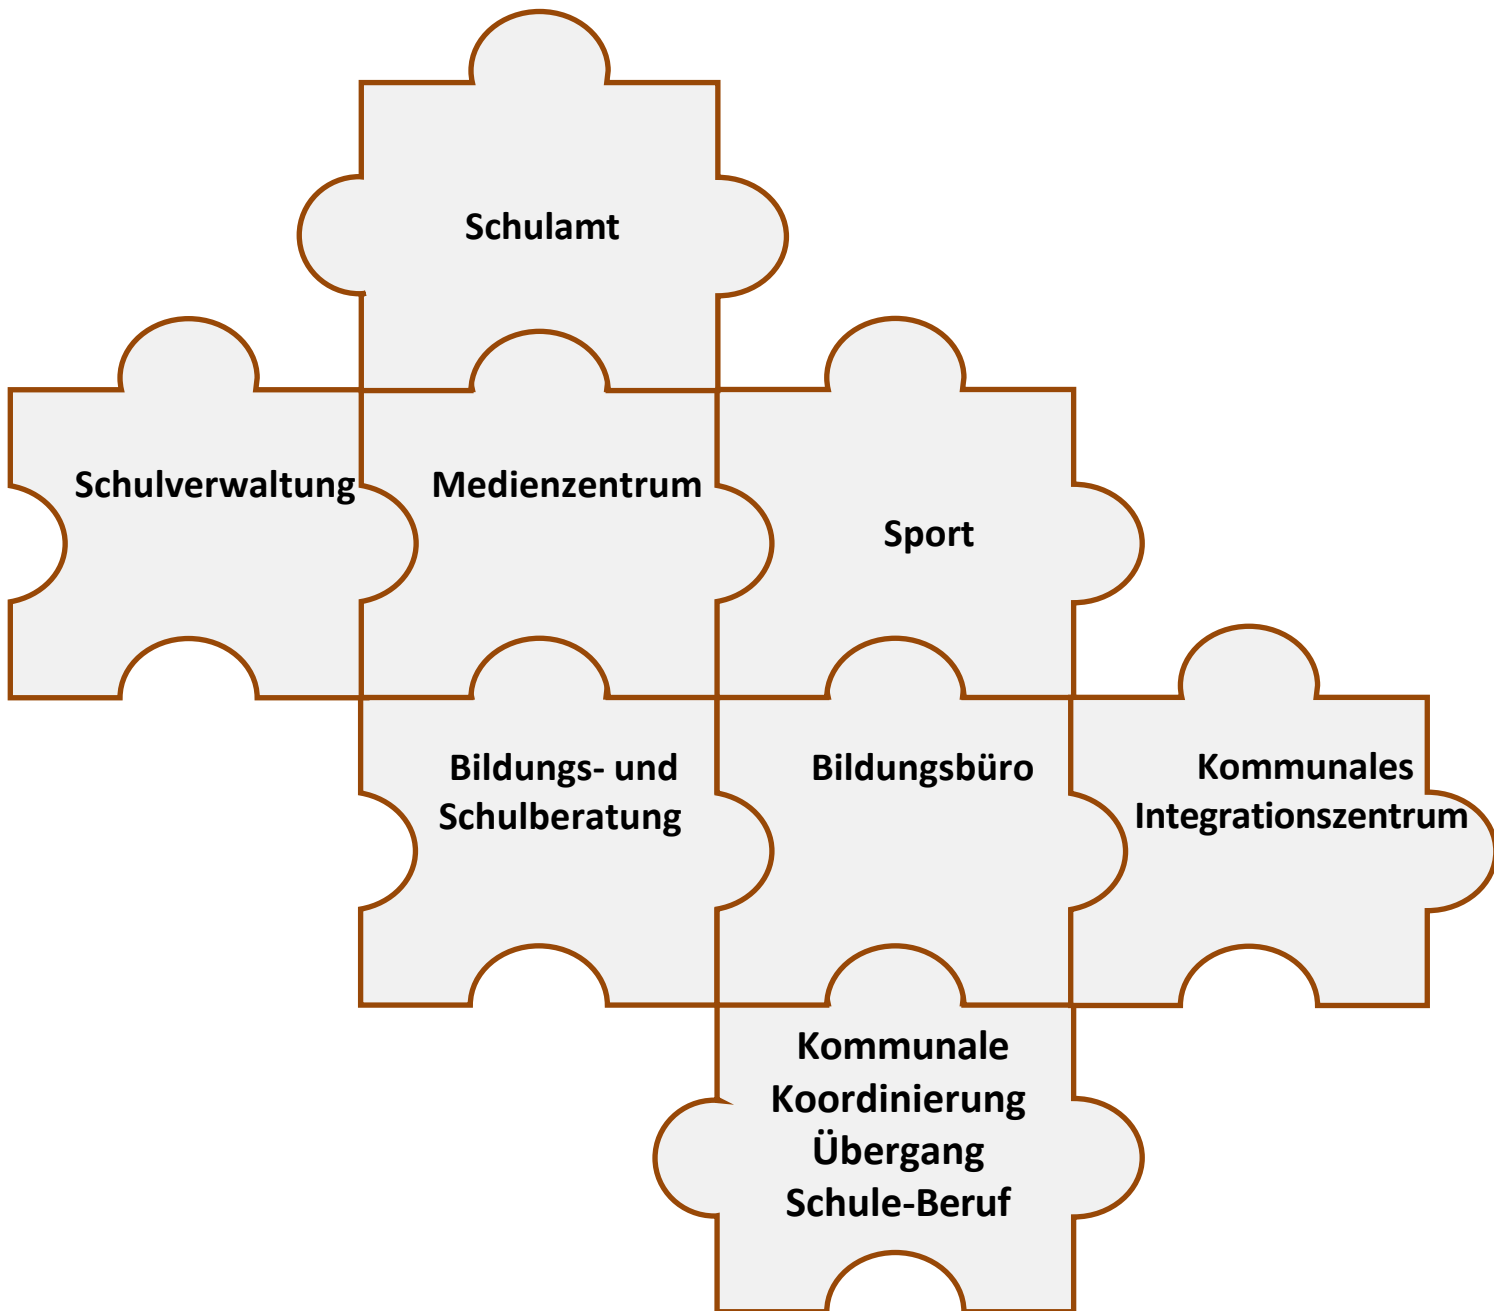 Schulamt
Schulverwaltung
Medienzentrum
Sport
Bildungs- und
Schulberatung
Bildungsbüro
Kommunales
Integrationszentrum
Kommunale
Koordinierung
Übergang
Schule-Beruf